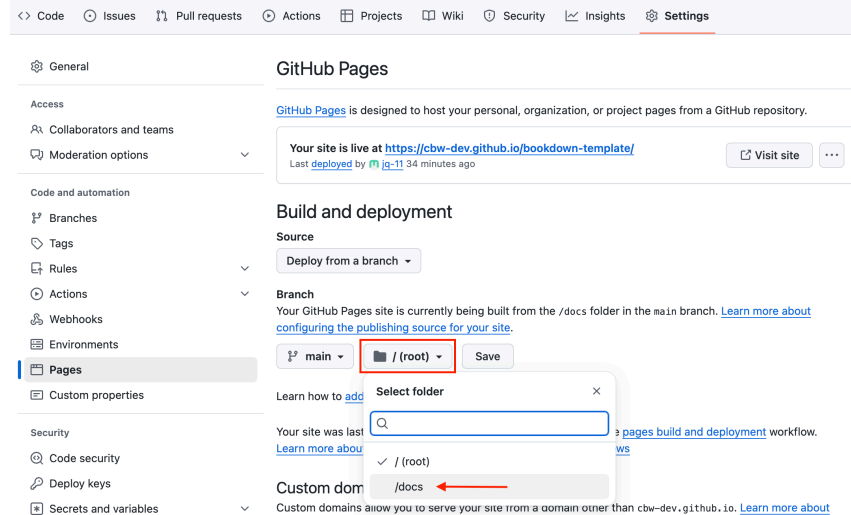 Code
Issues
Pull requests
Actions
Projects
Wiki
Security
Insights
Settings
General
Access
Collaborators and teams
Moderation options
Code and automation
Branches
Tags
Rules
Actions
Webhooks
Environments
Pages
Custom properties
Security
Code security
Deploy keys
Secrets and variables
GitHub Pages
GitHub Pages is designed to host your personal, organization, or project pages from a GitHub repository.
Your site is live at https://cbw-dev.github.io/bookdown-template/
Last deployed by jq-11 34 minutes ago
Visit site
Build and deployment
Source
Deploy from a branch
Branch
Your GitHub Pages site is currently being built from the /docs folder in the main branch. Learn more about
configuring the publishing source for your site.
main
/ (root)
Save
Select folder
/ (root)
/docs
Learn how to add
Your site was last pages build and deployment workflow.
Learn more abou
Custom dom
Custom domains allow you to serve your site from a domain other than cbw-dev.github.io. Learn more about